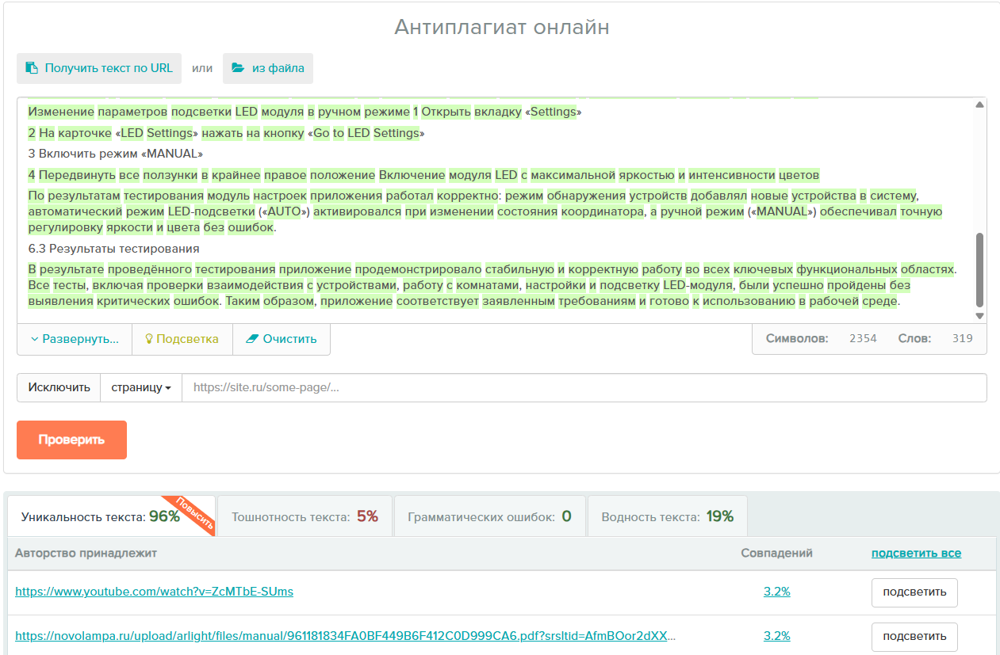 Антиплагиат онлайн
Получить текст по URL или из файла
Изменение параметров подсветки LED модуля в ручном режиме 1 Открыть вкладку «Settings»
2 На карточке «LED Settings» нажать на кнопку «Go to LED Settings»
3 Включить режим «MANUAL»
4 Передвинуть все ползунки в крайнее правое положение Включение модуля LED с максимальной яркостью и интенсивности цветов
По результатам тестирования модуль настроек приложения работал корректно: режим обнаружения устройств добавлял новые устройства в систему,
автоматический режим LED-подсветки («AUTO») активировался при изменении состояния координатора, а ручной режим («MANUAL») обеспечивал точную
регулировку яркости и цвета без ошибок.
6.3 Результаты тестирования
В результате проведённого тестирования приложение продемонстрировало стабильную и корректную работу во всех ключевых функциональных областях.
Все тесты, включая проверки взаимодействия с устройствами, работу с комнатами, настройки и подсветку LED-модуля, были успешно пройдены без
выявления критических ошибок. Таким образом, приложение соответствует заявленным требованиям и готово к использованию в рабочей среде.
Развернуть... Подсветка Очистить Символов: 2354 Слов: 319
Исключить страницу https://site.ru/some-page/...
Проверить
Уникальность текста: 96% Повысить Тошнотность текста: 5% Грамматических ошибок: 0 Водность текста: 19%
Авторство принадлежит Совпадений подсветить все
https://www.youtube.com/watch?v=ZcMTbE-SUms 3.2% подсветить
https://novolampa.ru/upload/arlight/files/manual/961181834FA0BF449B6F412C0D999CA6.pdf?srsltid=AfmBOor2dXX... 3.2% подсветить